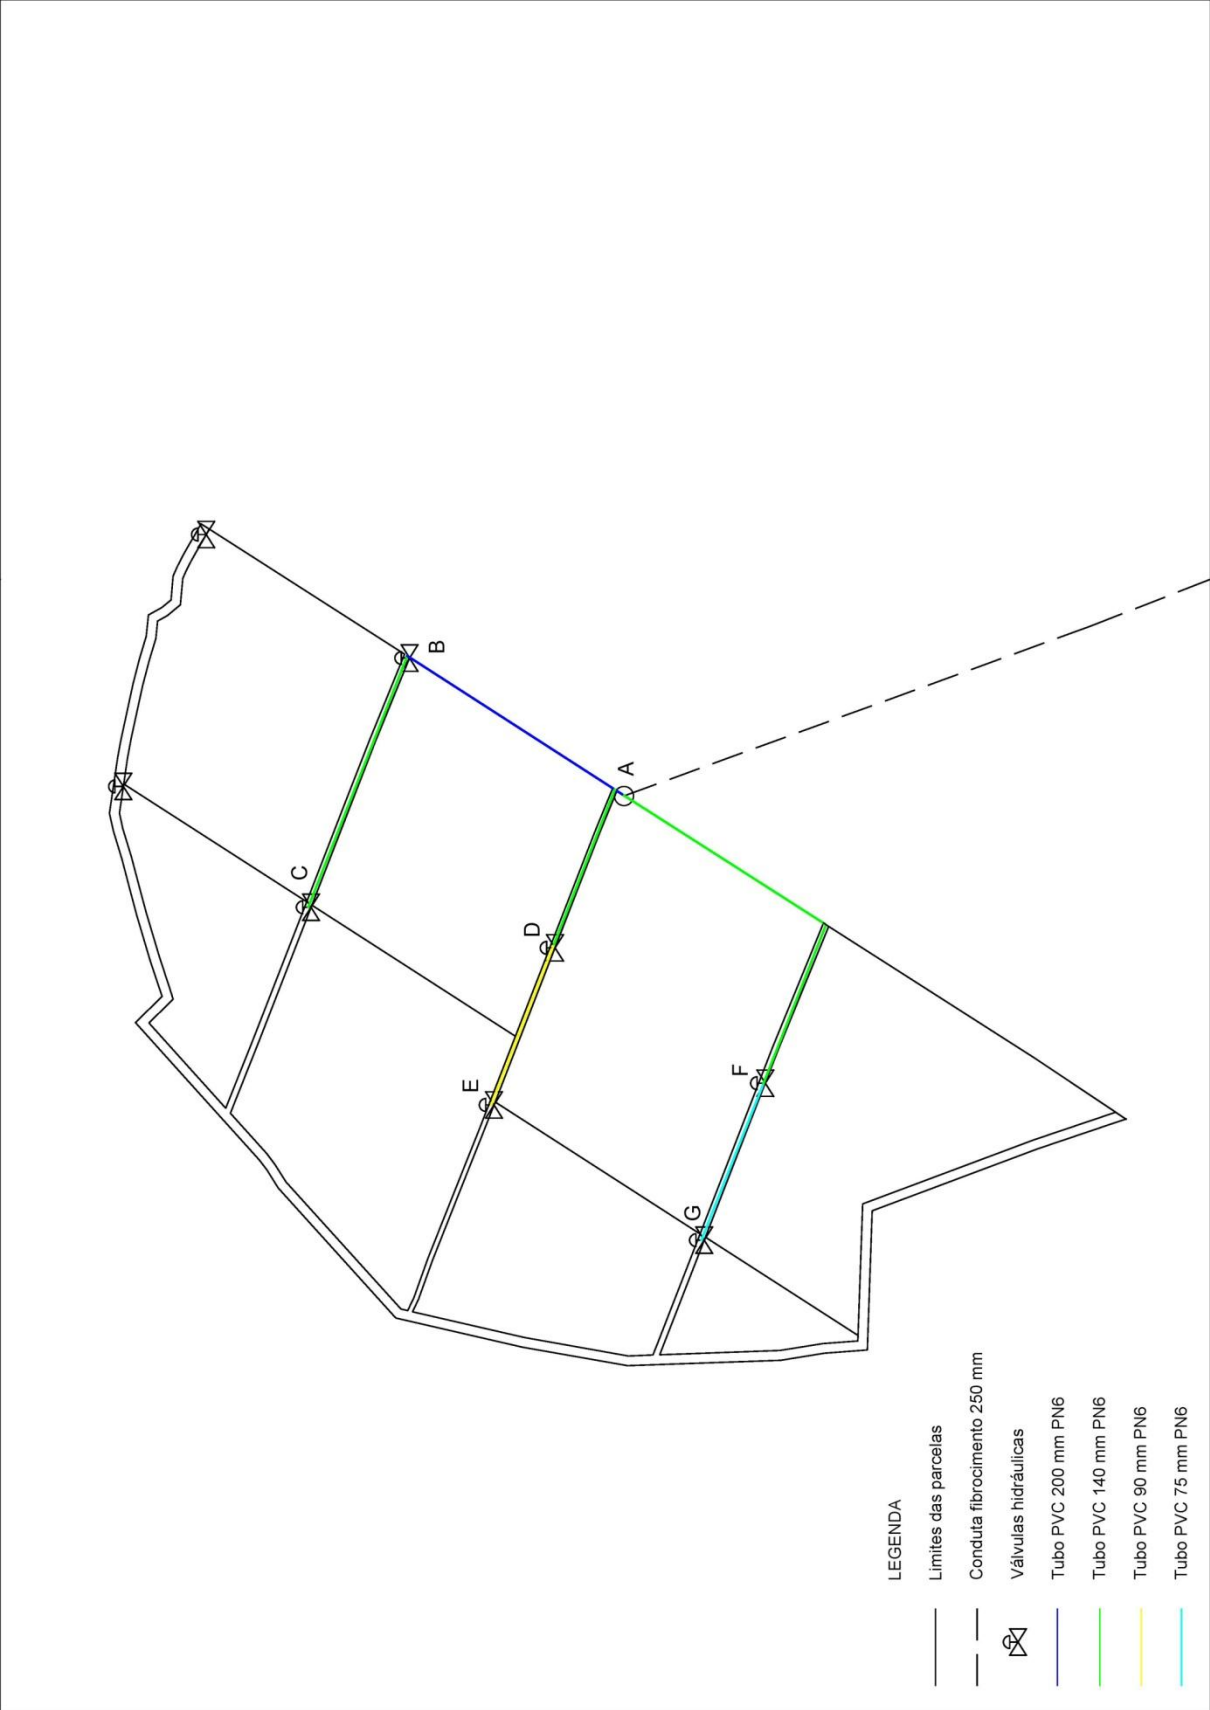 C
B
A
D
E
F
G
LEGENDA
Limites das parcelas
Conduta fibrocimento 250 mm
Válvulas hidráulicas
Tubo PVC 200 mm PN6
Tubo PVC 140 mm PN6
Tubo PVC 90 mm PN6
Tubo PVC 75 mm PN6